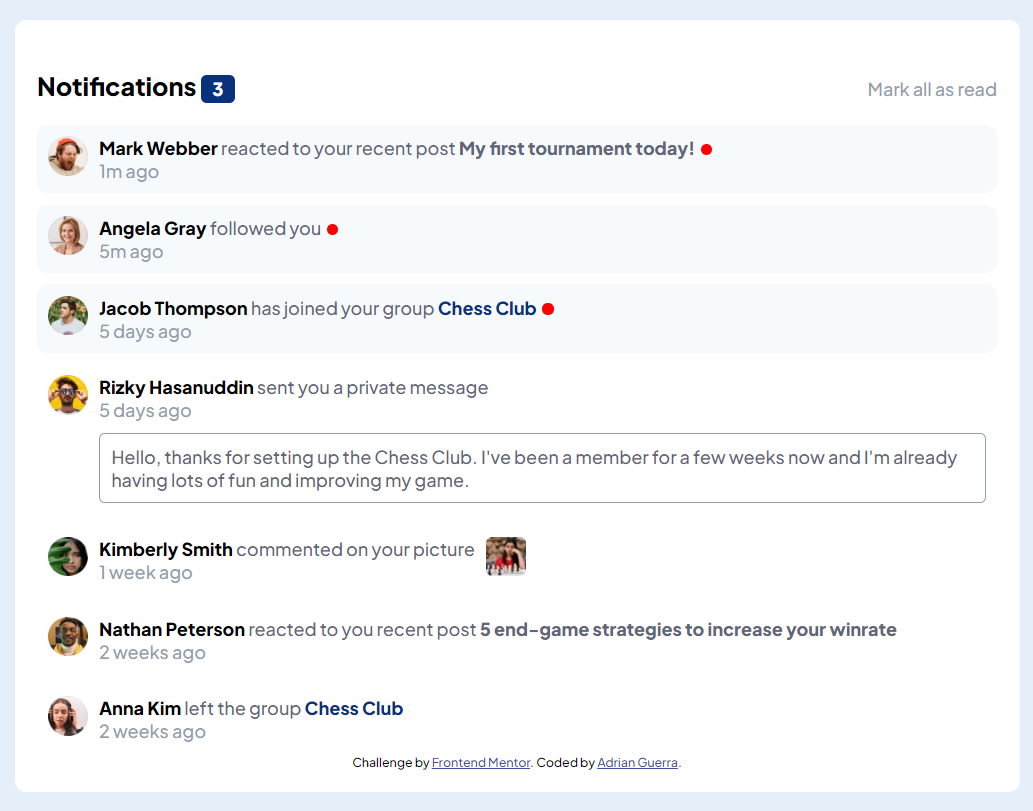 Notifications 3
Mark all as read
Mark Webber reacted to your recent post My first tournament today!
1m ago
Angela Gray followed you
5m ago
Jacob Thompson has joined your group Chess Club
5 days ago
Rizky Hasanuddin sent you a private message
5 days ago
Hello, thanks for setting up the Chess Club. I've been a member for a few weeks now and I'm already
having lots of fun and improving my game.
Kimberly Smith commented on your picture
1 week ago
Nathan Peterson reacted to you recent post 5 end-game strategies to increase your winrate
2 weeks ago
Anna Kim left the group Chess Club
2 weeks ago
Challenge by Frontend Mentor. Coded by Adrian Guerra.